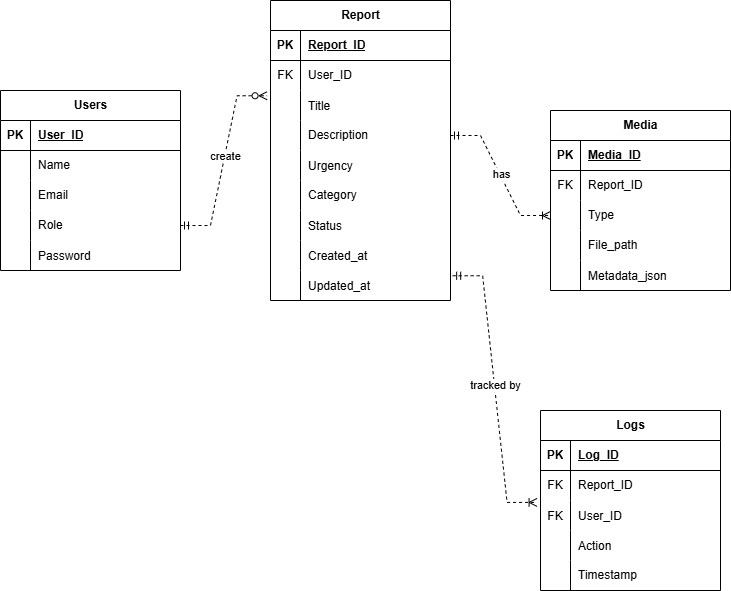 Users
PK User_ID
Name
Email
Role
Password
create
Report
PK Report_ID
FK User_ID
Title
Description
Urgency
Category
Status
Created_at
Updated_at
has
Media
PK Media_ID
FK Report_ID
Type
File_path
Metadata_json
tracked by
Logs
PK Log_ID
FK Report_ID
FK User_ID
Action
Timestamp